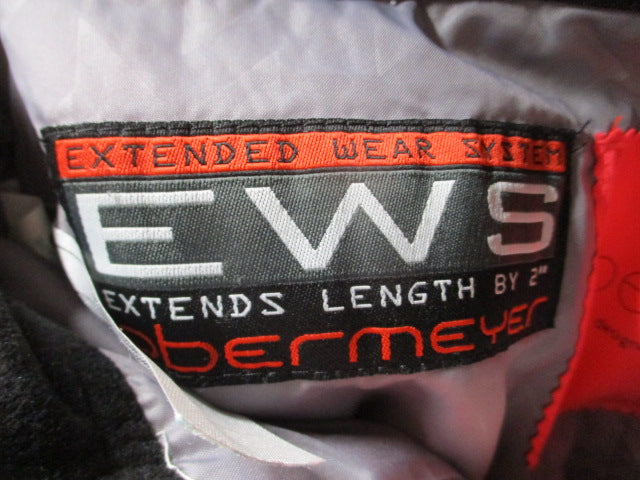 EXTENDED WEAR SYSTEM
EWS
EXTENDS LENGTH BY 2"
obermeyer